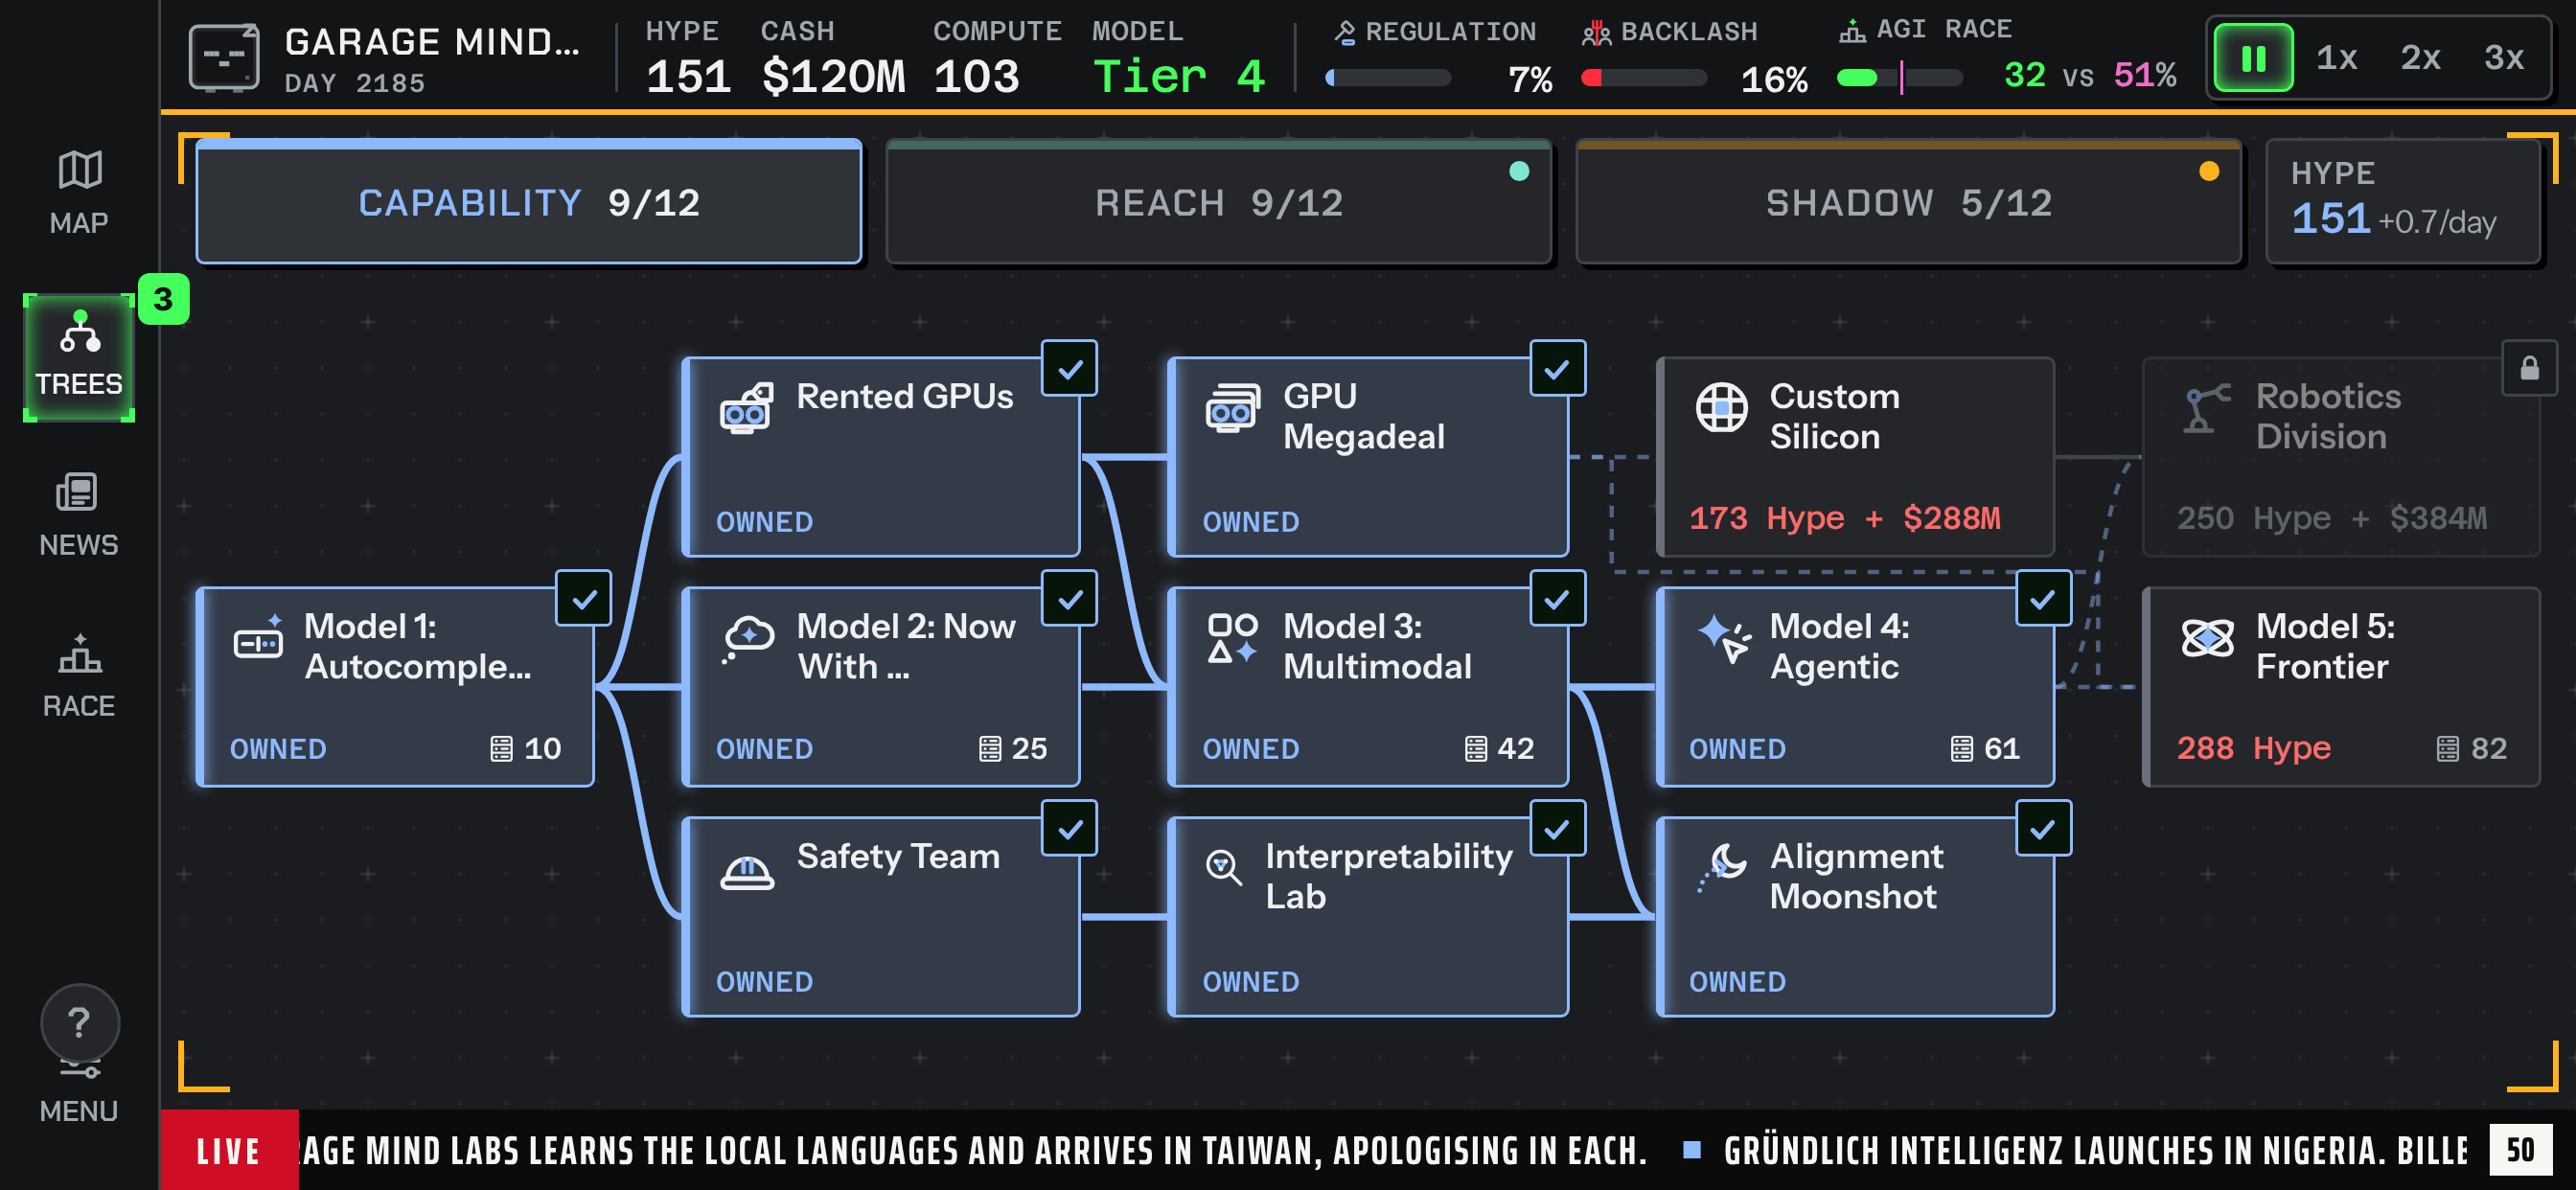 GARAGE MIND...
DAY 2185
HYPE
151
CASH
$120M
COMPUTE
103
MODEL
Tier 4
REGULATION
7%
BACKLASH
16%
AGI RACE
32 VS 51%
1x 2x 3x
MAP
TREES
3
NEWS
RACE
?
MENU
CAPABILITY 9/12
REACH 9/12
SHADOW 5/12
HYPE
151 +0.7/day
Rented GPUs
OWNED
GPU
Megadeal
OWNED
Custom
Silicon
173 Hype + $288M
Robotics
Division
250 Hype + $384M
Model 1:
Autocomple...
OWNED 10
Model 2: Now
With ...
OWNED 25
Model 3:
Multimodal
OWNED 42
Model 4:
Agentic
OWNED 61
Model 5:
Frontier
288 Hype 82
Safety Team
OWNED
Interpretability
Lab
OWNED
Alignment
Moonshot
OWNED
LIVE
RAGE MIND LABS LEARNS THE LOCAL LANGUAGES AND ARRIVES IN TAIWAN, APOLOGISING IN EACH. ■ GRÜNDLICH INTELLIGENZ LAUNCHES IN NIGERIA. BILLE
50